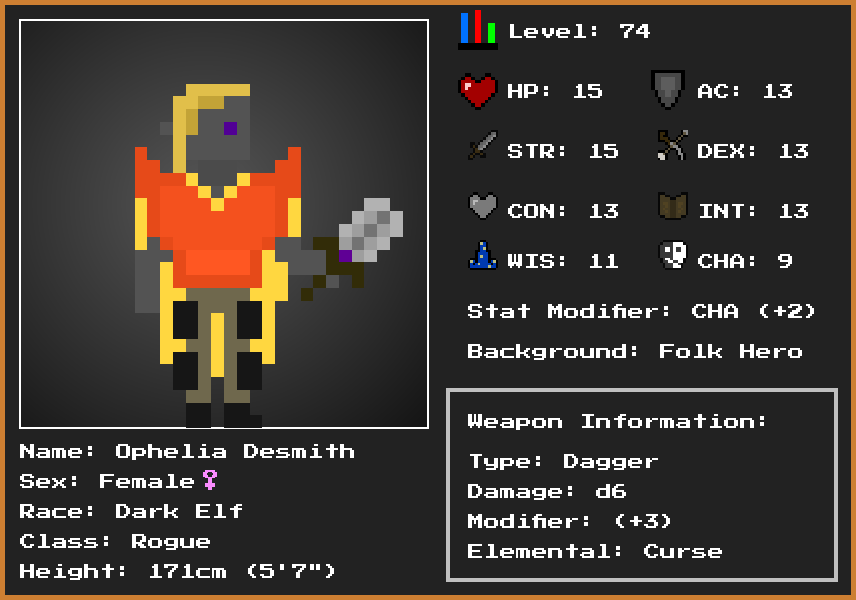 Level: 74
HP: 15 AC: 13
STR: 15 DEX: 13
CON: 13 INT: 13
WIS: 11 CHA: 9
Stat Modifier: CHA (+2)
Background: Folk Hero
Weapon Information:
Type: Dagger
Damage: d6
Modifier: (+3)
Elemental: Curse
Name: Ophelia Desmith
Sex: Female♀
Race: Dark Elf
Class: Rogue
Height: 171cm (5'7")